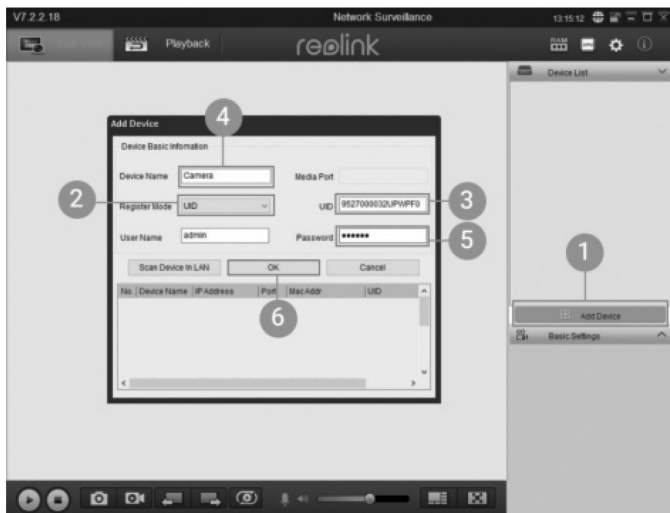 V7.2.2.18 Network Surveillance 13:15:12
Playback reolink RAM
Device List
Add Device
4
Device Basic Infomation
Device Name Camera Media Port
2 Register Mode UID UID 9527000032UPWPF0 3
User Name admin Password ●●●●●● 5
1
Scan Device in LAN OK Cancel
No. Device Name IP Address Port MacAddr UID
6
Add Device
Basic Settings